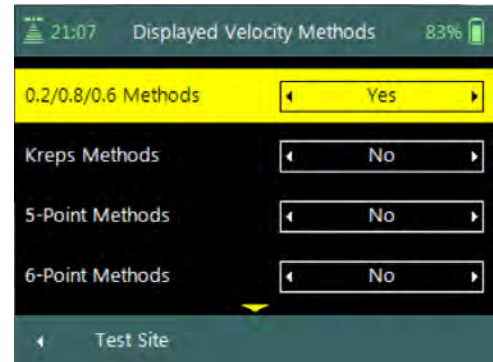 21:07 Displayed Velocity Methods 83%
0.2/0.8/0.6 Methods Yes
Kreps Methods No
5-Point Methods No
6-Point Methods No
Test Site